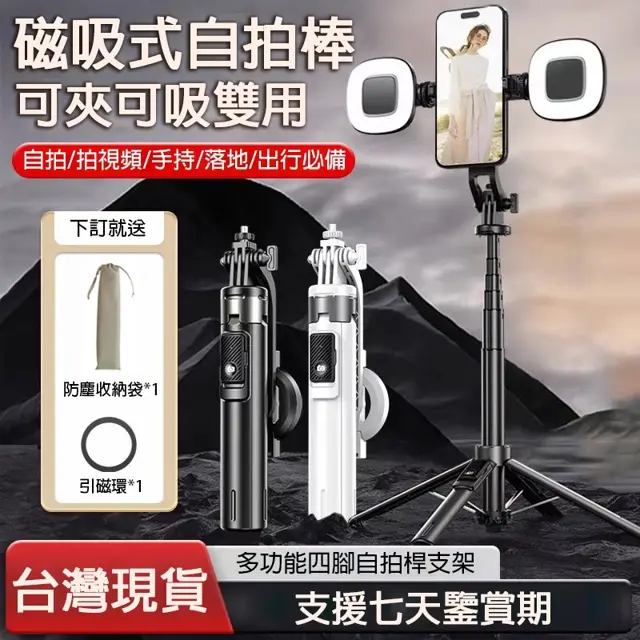 磁吸式自拍棒
可夾可吸雙用
自拍/拍視頻/手持/落地/出行必備
下訂就送
防塵收納袋*1
引磁環*1
台灣現貨
多功能四腳自拍桿支架
支援七天鑒賞期